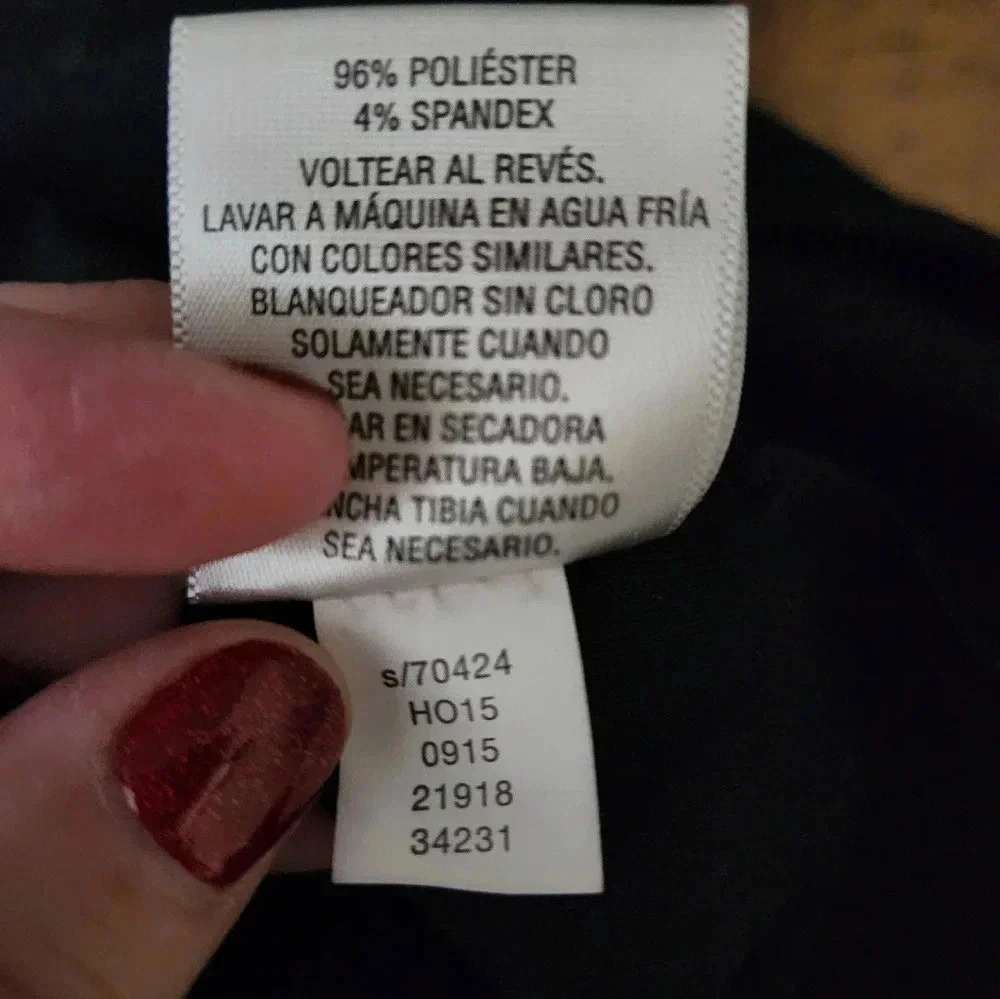 96% POLIÉSTER
4% SPANDEX
VOLTEAR AL REVÉS.
LAVAR A MÁQUINA EN AGUA FRÍA
CON COLORES SIMILARES.
BLANQUEADOR SIN CLORO
SOLAMENTE CUANDO
SEA NECESARIO.
EN SECADORA
BAJA.
TIBIA CUANDO
SEA NECESARIO.
s/70424
HO15
0915
21918
34231